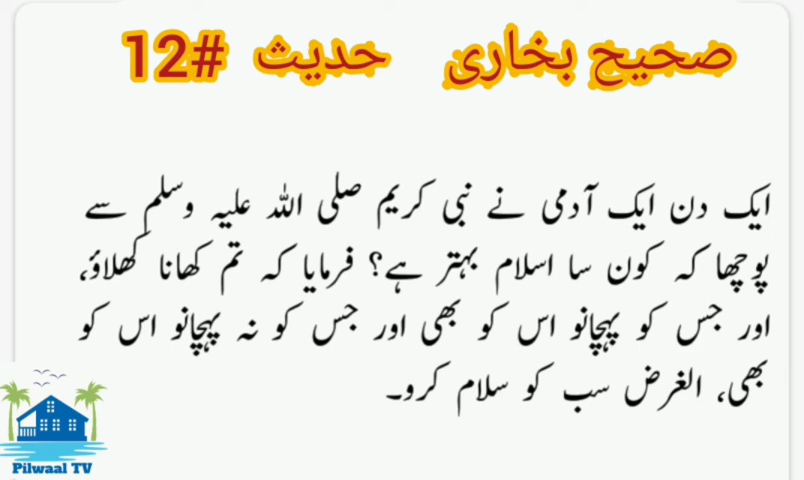 صحیح بخاری حدیث #12
ایک دن ایک آدمی نے نبی کریم صلی اللہ علیہ وسلم سے
پوچھا کہ کون سا اسلام بہتر ہے؟ فرمایا کہ تم کھانا کھلاؤ،
اور جس کو پہچانو اس کو بھی اور جس کو نہ پہچانو اس کو
بھی، الغرض سب کو سلام کرو۔
Pilwaal TV